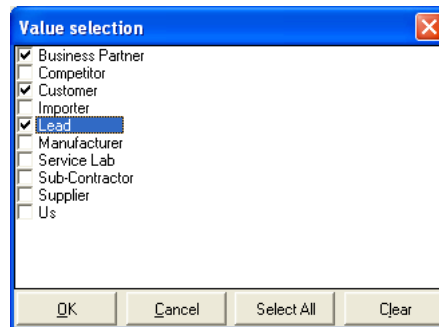 Value selection
Business Partner
Competitor
Customer
Importer
Lead
Manufacturer
Service Lab
Sub-Contractor
Supplier
Us
OK Cancel Select All Clear